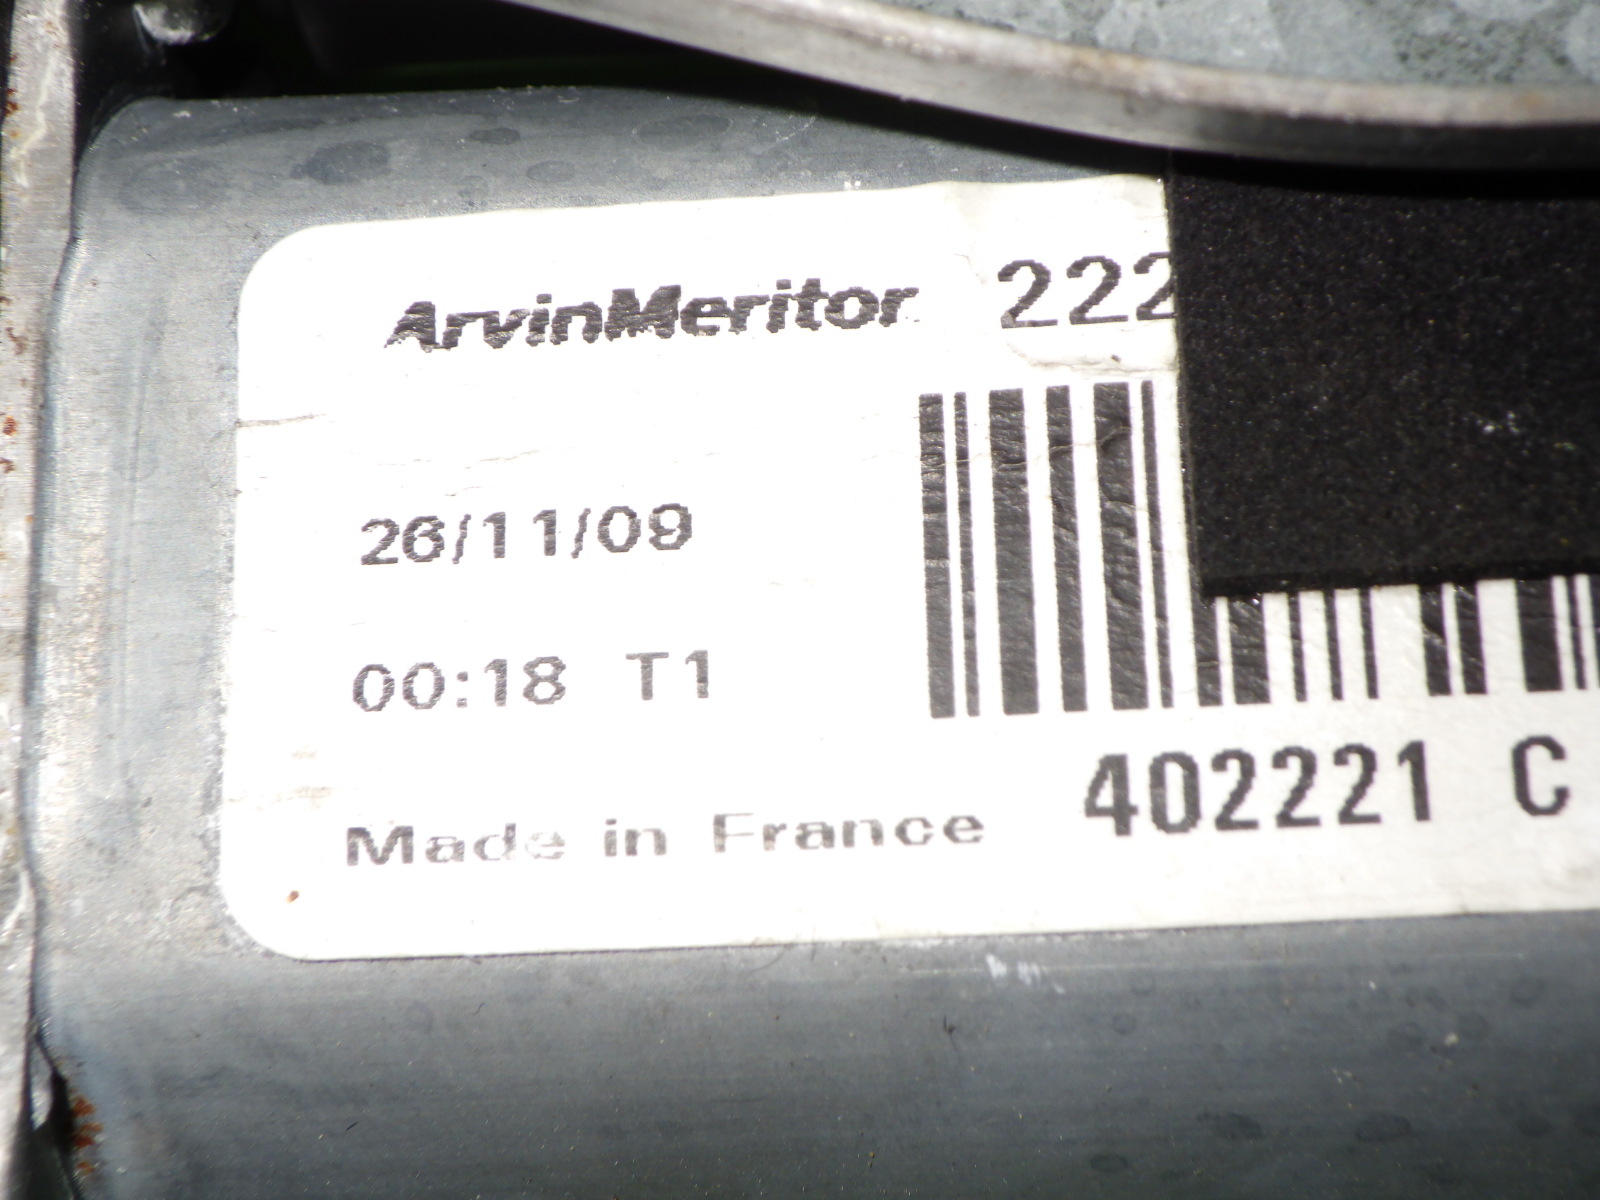 ArvinMeritor 222
26/11/09
00:18 T1
Made in France
402221 C